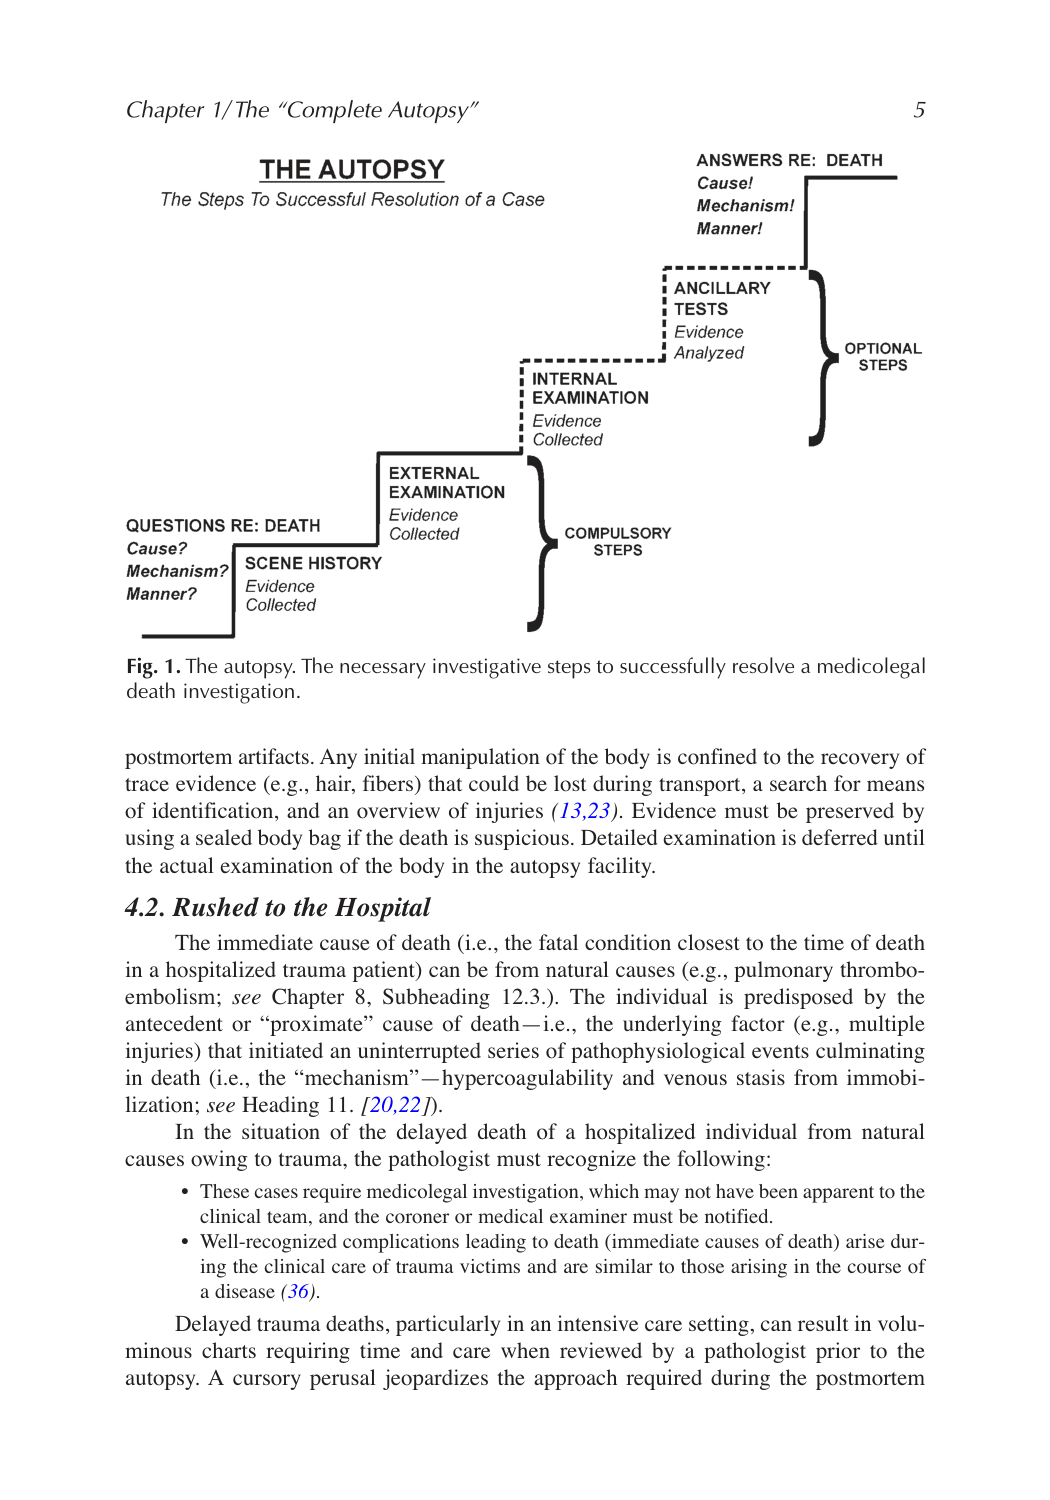 Chapter 1/The “Complete Autopsy”
5
THE AUTOPSY
The Steps To Successful Resolution of a Case
ANSWERS RE: DEATH
Cause!
Mechanism!
Manner!
ANCILLARY
TESTS
Evidence
Analyzed
OPTIONAL
STEPS
INTERNAL
EXAMINATION
Evidence
Collected
EXTERNAL
EXAMINATION
Evidence
Collected
COMPULSORY
STEPS
QUESTIONS RE: DEATH
Cause?
Mechanism?
Manner?
SCENE HISTORY
Evidence
Collected
Fig. 1. The autopsy. The necessary investigative steps to successfully resolve a medicolegal
death investigation.
postmortem artifacts. Any initial manipulation of the body is confined to the recovery of
trace evidence (e.g., hair, fibers) that could be lost during transport, a search for means
of identification, and an overview of injuries (13,23). Evidence must be preserved by
using a sealed body bag if the death is suspicious. Detailed examination is deferred until
the actual examination of the body in the autopsy facility.
4.2. Rushed to the Hospital
The immediate cause of death (i.e., the fatal condition closest to the time of death
in a hospitalized trauma patient) can be from natural causes (e.g., pulmonary thrombo-
embolism; see Chapter 8, Subheading 12.3.). The individual is predisposed by the
antecedent or “proximate” cause of death—i.e., the underlying factor (e.g., multiple
injuries) that initiated an uninterrupted series of pathophysiological events culminating
in death (i.e., the “mechanism”—hypercoagulability and venous stasis from immobi-
lization; see Heading 11. [20,22]).
In the situation of the delayed death of a hospitalized individual from natural
causes owing to trauma, the pathologist must recognize the following:
• These cases require medicolegal investigation, which may not have been apparent to the
clinical team, and the coroner or medical examiner must be notified.
• Well-recognized complications leading to death (immediate causes of death) arise dur-
ing the clinical care of trauma victims and are similar to those arising in the course of
a disease (36).
Delayed trauma deaths, particularly in an intensive care setting, can result in volu-
minous charts requiring time and care when reviewed by a pathologist prior to the
autopsy. A cursory perusal jeopardizes the approach required during the postmortem